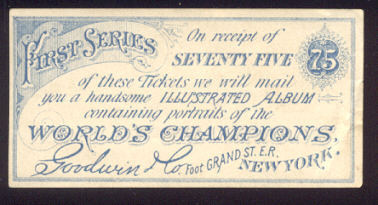 FIRST SERIES
On receipt of
SEVENTY FIVE 75
of these Tickets we will mail
you a handsome ILLUSTRATED ALBUM
containing portraits of the
WORLD'S CHAMPIONS.
Goodwin & Co. Foot GRAND ST. E.R. NEW YORK.